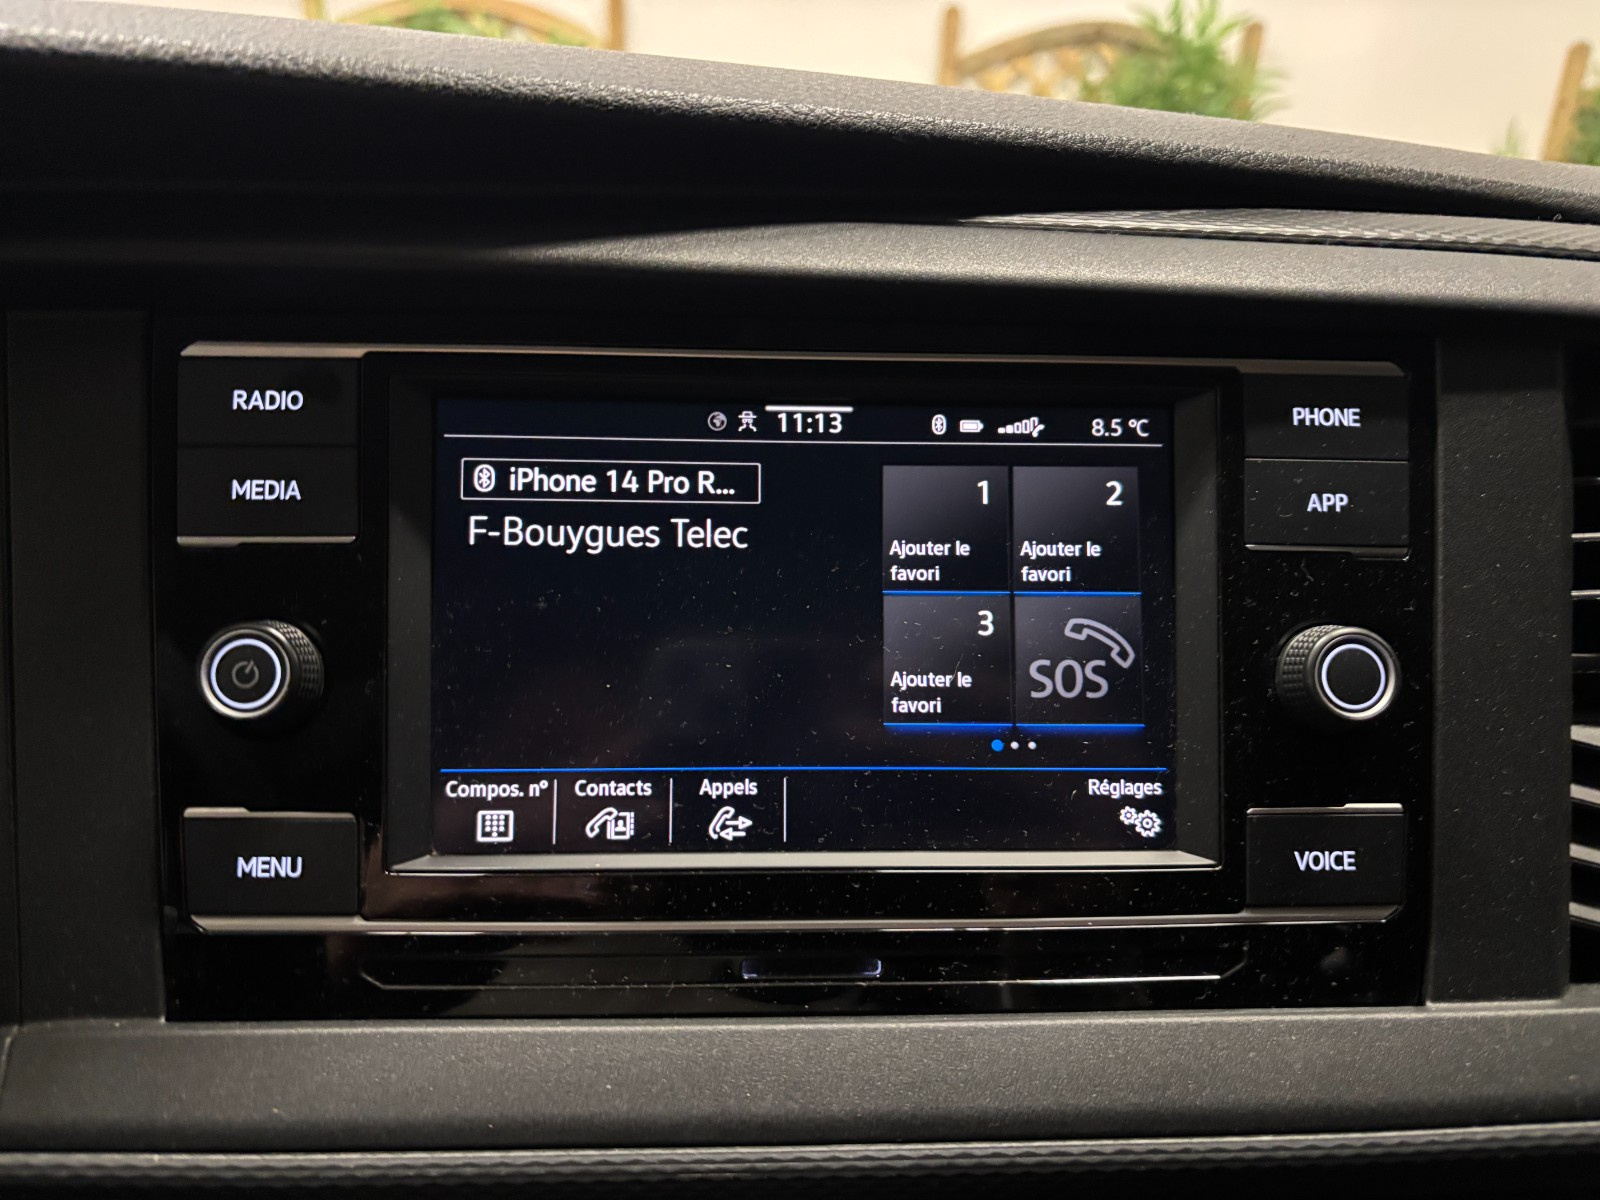 RADIO
MEDIA
MENU
11:13
8.5 °C
iPhone 14 Pro R...
F-Bouygues Telec
1
Ajouter le
favori
2
Ajouter le
favori
3
Ajouter le
favori
SOS
Compos. n°
Contacts
Appels
Réglages
PHONE
APP
VOICE